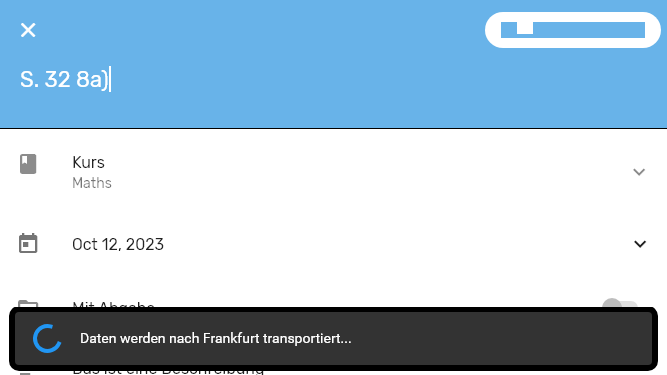 S. 32 8a)
Kurs
Maths
Oct 12, 2023
Mit Abgabe
Daten werden nach Frankfurt transportiert...
Das ist eine Beschreibung